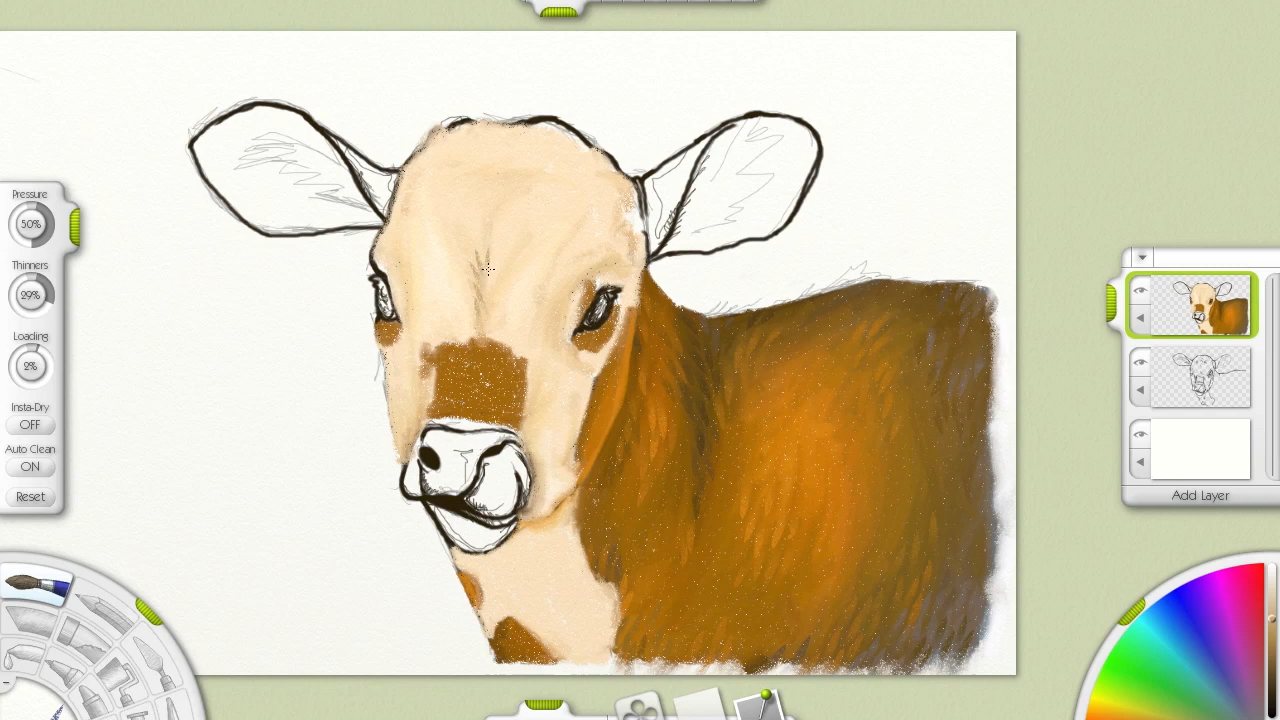 Pressure
50%
Thinners
29%
Loading
2%
Insta-Dry
OFF
Auto Clean
ON
Reset
Add Layer